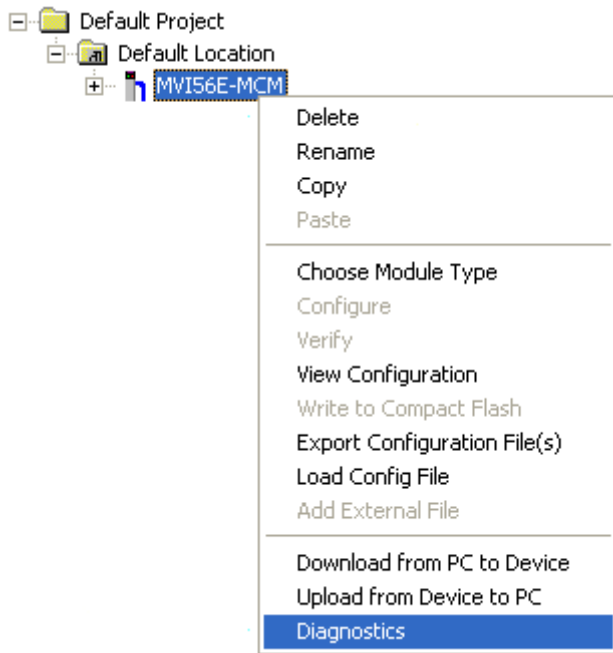 Default Project
Default Location
MVI56E-MCM
Delete
Rename
Copy
Paste
Choose Module Type
Configure
Verify
View Configuration
Write to Compact Flash
Export Configuration File(s)
Load Config File
Add External File
Download from PC to Device
Upload from Device to PC
Diagnostics